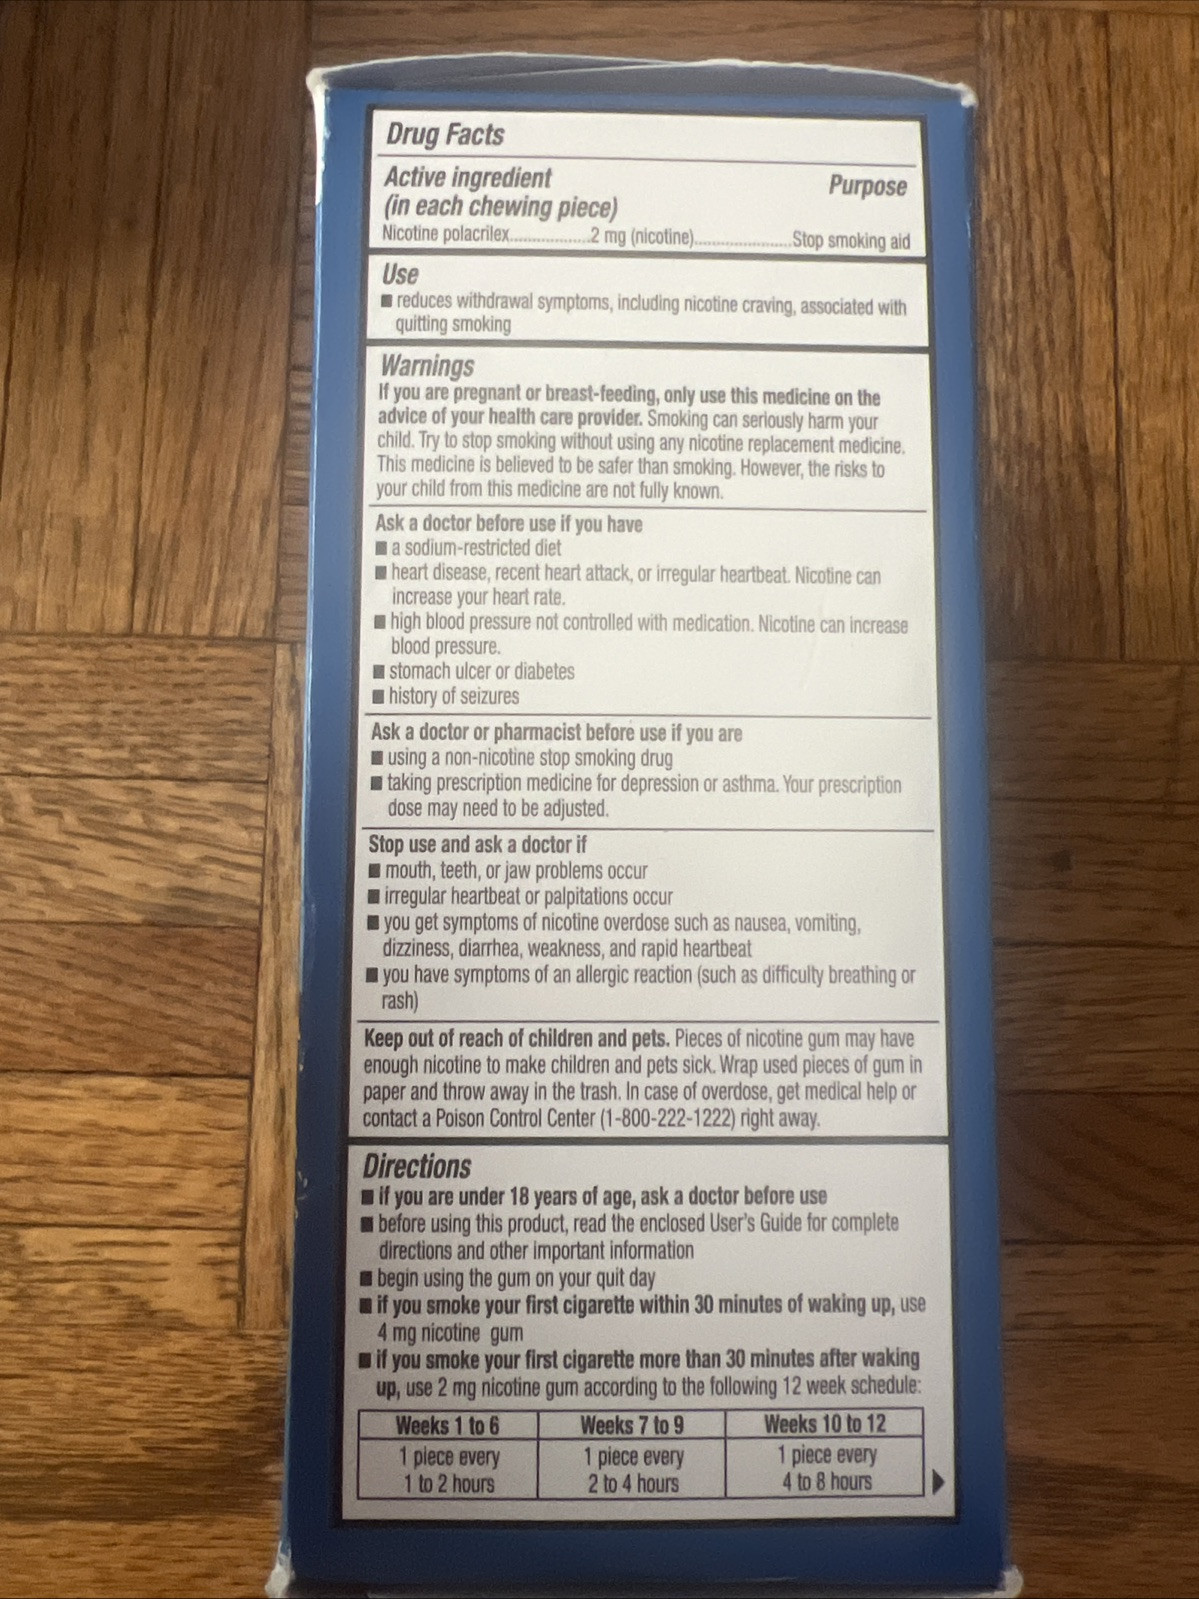 Drug Facts
Active ingredient
(in each chewing piece)
Purpose
Nicotine polacrilex..................2 mg (nicotine)......................Stop smoking aid
Use
■ reduces withdrawal symptoms, including nicotine craving, associated with
quitting smoking
Warnings
If you are pregnant or breast-feeding, only use this medicine on the
advice of your health care provider. Smoking can seriously harm your
child. Try to stop smoking without using any nicotine replacement medicine.
This medicine is believed to be safer than smoking. However, the risks to
your child from this medicine are not fully known.
Ask a doctor before use if you have
■ a sodium-restricted diet
■ heart disease, recent heart attack, or irregular heartbeat. Nicotine can
increase your heart rate.
■ high blood pressure not controlled with medication. Nicotine can increase
blood pressure.
■ stomach ulcer or diabetes
■ history of seizures
Ask a doctor or pharmacist before use if you are
■ using a non-nicotine stop smoking drug
■ taking prescription medicine for depression or asthma. Your prescription
dose may need to be adjusted.
Stop use and ask a doctor if
■ mouth, teeth, or jaw problems occur
■ irregular heartbeat or palpitations occur
■ you get symptoms of nicotine overdose such as nausea, vomiting,
dizziness, diarrhea, weakness, and rapid heartbeat
■ you have symptoms of an allergic reaction (such as difficulty breathing or
rash)
Keep out of reach of children and pets. Pieces of nicotine gum may have
enough nicotine to make children and pets sick. Wrap used pieces of gum in
paper and throw away in the trash. In case of overdose, get medical help or
contact a Poison Control Center (1-800-222-1222) right away.
Directions
■ if you are under 18 years of age, ask a doctor before use
■ before using this product, read the enclosed User's Guide for complete
directions and other important information
■ begin using the gum on your quit day
■ if you smoke your first cigarette within 30 minutes of waking up, use
4 mg nicotine gum
■ if you smoke your first cigarette more than 30 minutes after waking
up, use 2 mg nicotine gum according to the following 12 week schedule:
Weeks 1 to 6 Weeks 7 to 9 Weeks 10 to 12
1 piece every 1 piece every 1 piece every
1 to 2 hours 2 to 4 hours 4 to 8 hours